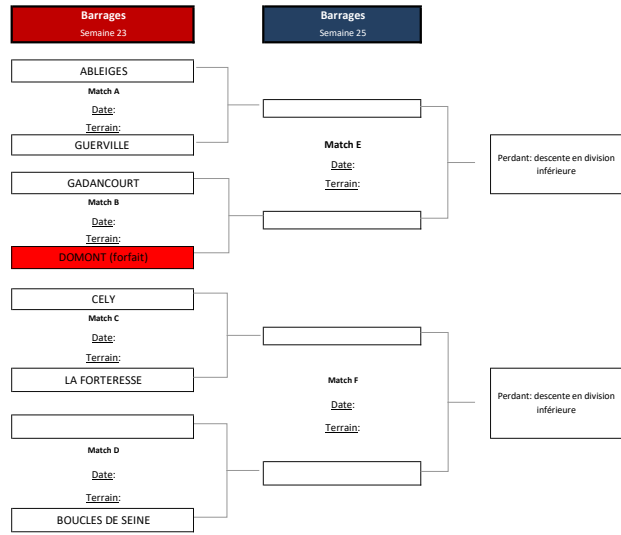 Barrages
Semaine 23
Barrages
Semaine 25
ABLEIGES
Match A
Date:
Terrain:
GUERVILLE
GADANCOURT
Match B
Date:
Terrain:
DOMONT (forfait)
Match E
Date:
Terrain:
Perdant: descente en division
inférieure
CELY
Match C
Date:
Terrain:
LA FORTERESSE
Match D
Date:
Terrain:
BOUCLES DE SEINE
Match F
Date:
Terrain:
Perdant: descente en division
inférieure